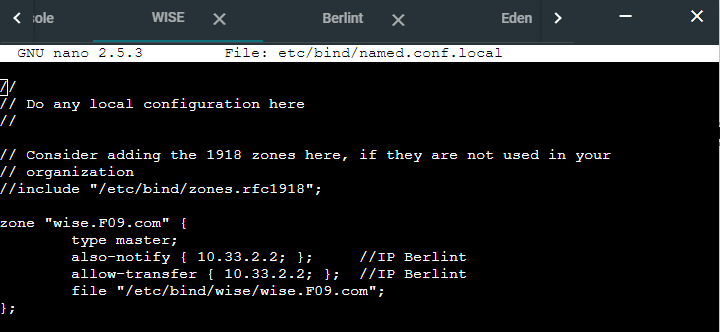 ole WISE Berlint Eden
GNU nano 2.5.3 File: etc/bind/named.conf.local
//
// Do any local configuration here
//
// Consider adding the 1918 zones here, if they are not used in your
// organization
//include "/etc/bind/zones.rfc1918";
zone "wise.F09.com" {
type master;
also-notify { 10.33.2.2; }; //IP Berlint
allow-transfer { 10.33.2.2; }; //IP Berlint
file "/etc/bind/wise/wise.F09.com";
};